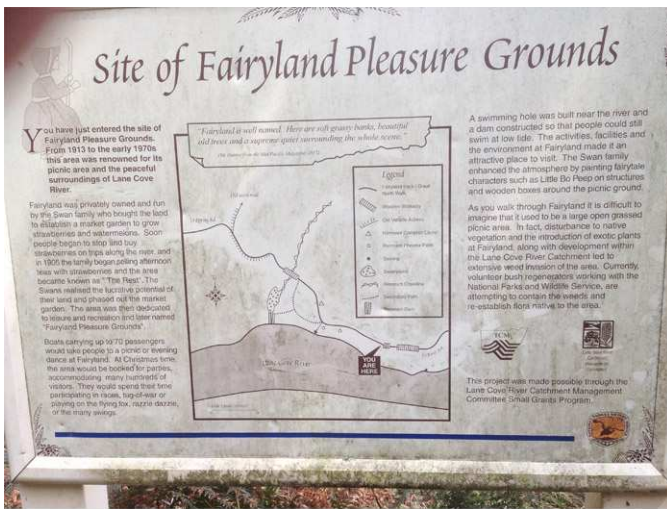 Site of Fairyland Pleasure Grounds
You have just entered the site of
Fairyland Pleasure Grounds.
From 1913 to the early 1970s
this area was renowned for its
picnic area and the peaceful
surroundings of Lane Cove
River.
Fairyland was privately owned and run
by the Swan family who bought the land
to establish a market garden to grow
strawberries and watermelons. Soon
people began to stop and buy
strawberries on trips along the river, and
in 1905 the family began selling afternoon
teas with strawberries and the area
became known as "The Rest". The
Swans realised the lucrative potential of
their land and phased out the market
garden. The area was then dedicated
to leisure and recreation and later named
"Fairyland Pleasure Grounds".
Boats carrying up to 70 passengers
would take people to a picnic or evening
dance at Fairyland. At Christmas time,
the area would be booked for parties,
accommodating many hundreds of
visitors. They would spend their time
participating in races, tug-of-war or
playing on the flying fox, razzle dazzle,
or the many swings.
"Fairyland is well named. Here are soft grassy banks, beautiful
old trees and a supreme quiet surrounding the whole scene."
Legend
YOU
ARE
HERE
A swimming hole was built near the river and
a dam constructed so that people could still
swim at low tide. The activities, facilities and
the environment at Fairyland made it an
attractive place to visit. The Swan family
enhanced the atmosphere by painting fairytale
characters such as Little Bo Peep on structures
and wooden boxes around the picnic ground.
As you walk through Fairyland it is difficult to
imagine that it used to be a large open grassed
picnic area. In fact, disturbance to native
vegetation and the introduction of exotic plants
at Fairyland, along with development within
the Lane Cove River Catchment led to
extensive weed invasion of the area. Currently,
volunteer bush regenerators working with the
National Parks and Wildlife Service, are
attempting to contain the weeds and
re-establish flora native to the area.
TCM
This project was made possible through the
Lane Cove River Catchment Management
Committee Small Grants Program.